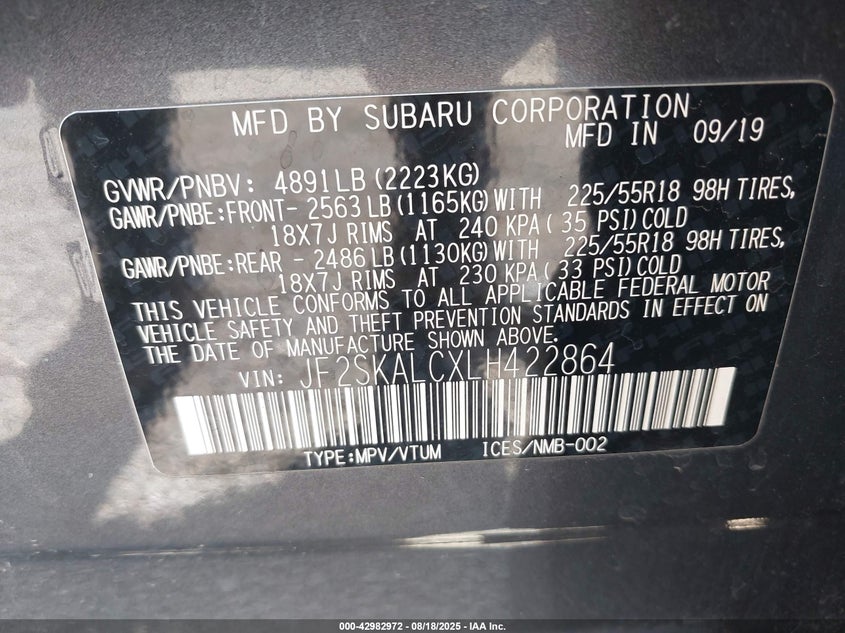 MFD BY SUBARU CORPORATION
MFD IN 09/19
GVWR/PNBV: 4891LB (2223KG)
GAWR/PNBE:FRONT- 2563LB (1165KG)WITH 225/55R18 98H TIRES,
18X7J RIMS AT 240 KPA( 35 PSI)COLD
GAWR/PNBE:REAR - 2486LB (1130KG)WITH 225/55R18 98H TIRES,
18X7J RIMS AT 230 KPA( 33 PSI)COLD
THIS VEHICLE CONFORMS TO ALL APPLICABLE FEDERAL MOTOR
VEHICLE SAFETY AND THEFT PREVENTION STANDARDS IN EFFECT ON
THE DATE OF MANUFACTURE SHOWN ABOVE.
VIN: JF2SKALCXLH422864
TYPE:MPV/VTUM ICES/NMB-002
000-42982972 - 08/18/2025 - IAA Inc.